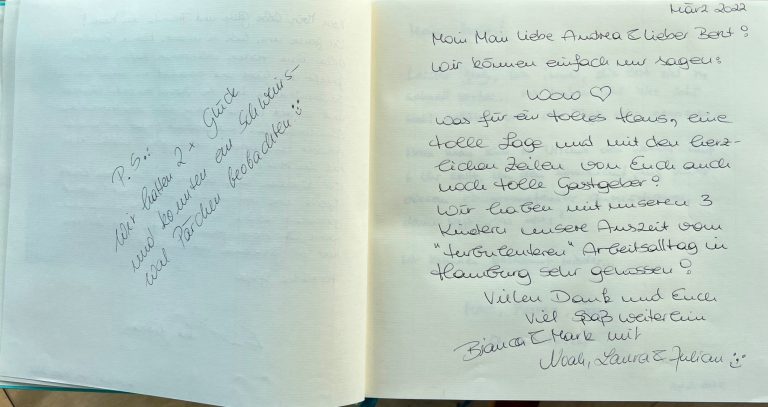 P.S.:
Wir hatten 2x Glück
und konnten ein Schweins-
wal Pärchen beobachten :)
März 2022
Moin Moin liebe Andrea & lieber Bernt!
Wir können einfach nur sagen:
Wow ♡
Was für ein tolles Haus, eine
tolle Lage und mit den herz-
lichen Zeilen von Euch auch
noch tolle Gastgeber!
Wir haben mit unseren 3
Kindern unsere Auszeit vom
"turbulenteren" Arbeitsalltag in
Hamburg sehr genossen!
Vielen Dank und Euch
viel Spaß weiterhin
Bianca & Mark mit
Noah, Laura & Julian :)